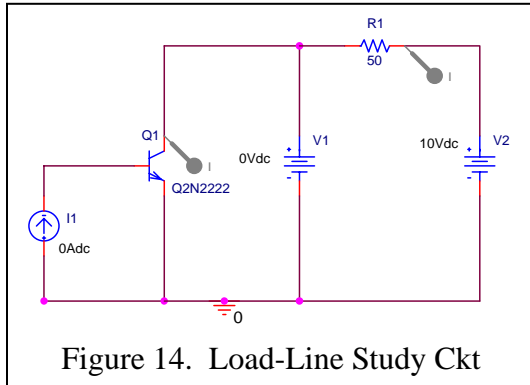 R1
50
I
Q1
I
Q2N2222
V1
0Vdc
V2
10Vdc
I1
0Adc
0
Figure 14. Load-Line Study Ckt